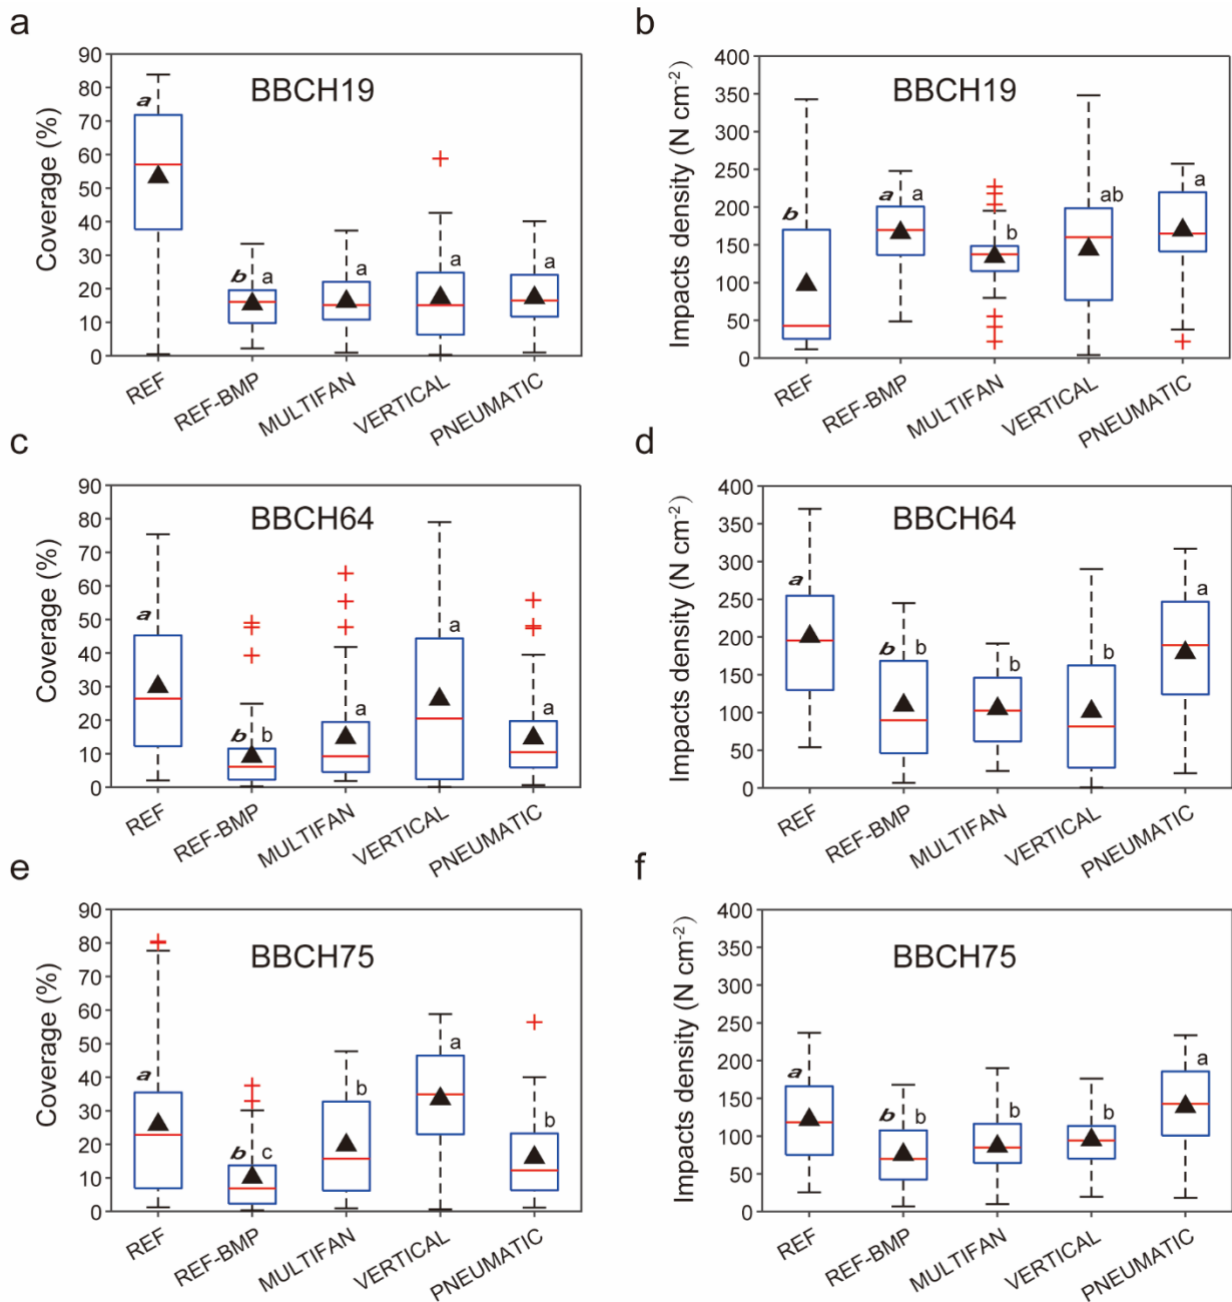 a
BBCH19
Coverage (%)
90
80
70
60
50
40
30
20
10
0
a
b a
a
a
a
REF
REF-BMP
MULTIFAN
VERTICAL
PNEUMATIC
b
BBCH19
Impacts density (N cm-2)
400
350
300
250
200
150
100
50
0
b
a a
b
ab
a
REF
REF-BMP
MULTIFAN
VERTICAL
PNEUMATIC
c
BBCH64
Coverage (%)
90
80
70
60
50
40
30
20
10
0
a
b b
a
a
a
REF
REF-BMP
MULTIFAN
VERTICAL
PNEUMATIC
d
BBCH64
Impacts density (N cm-2)
400
350
300
250
200
150
100
50
0
a
b b
b
b
a
REF
REF-BMP
MULTIFAN
VERTICAL
PNEUMATIC
e
BBCH75
Coverage (%)
90
80
70
60
50
40
30
20
10
0
a
b c
b
a
b
REF
REF-BMP
MULTIFAN
VERTICAL
PNEUMATIC
f
BBCH75
Impacts density (N cm-2)
400
350
300
250
200
150
100
50
0
a
b b
b
b
a
REF
REF-BMP
MULTIFAN
VERTICAL
PNEUMATIC